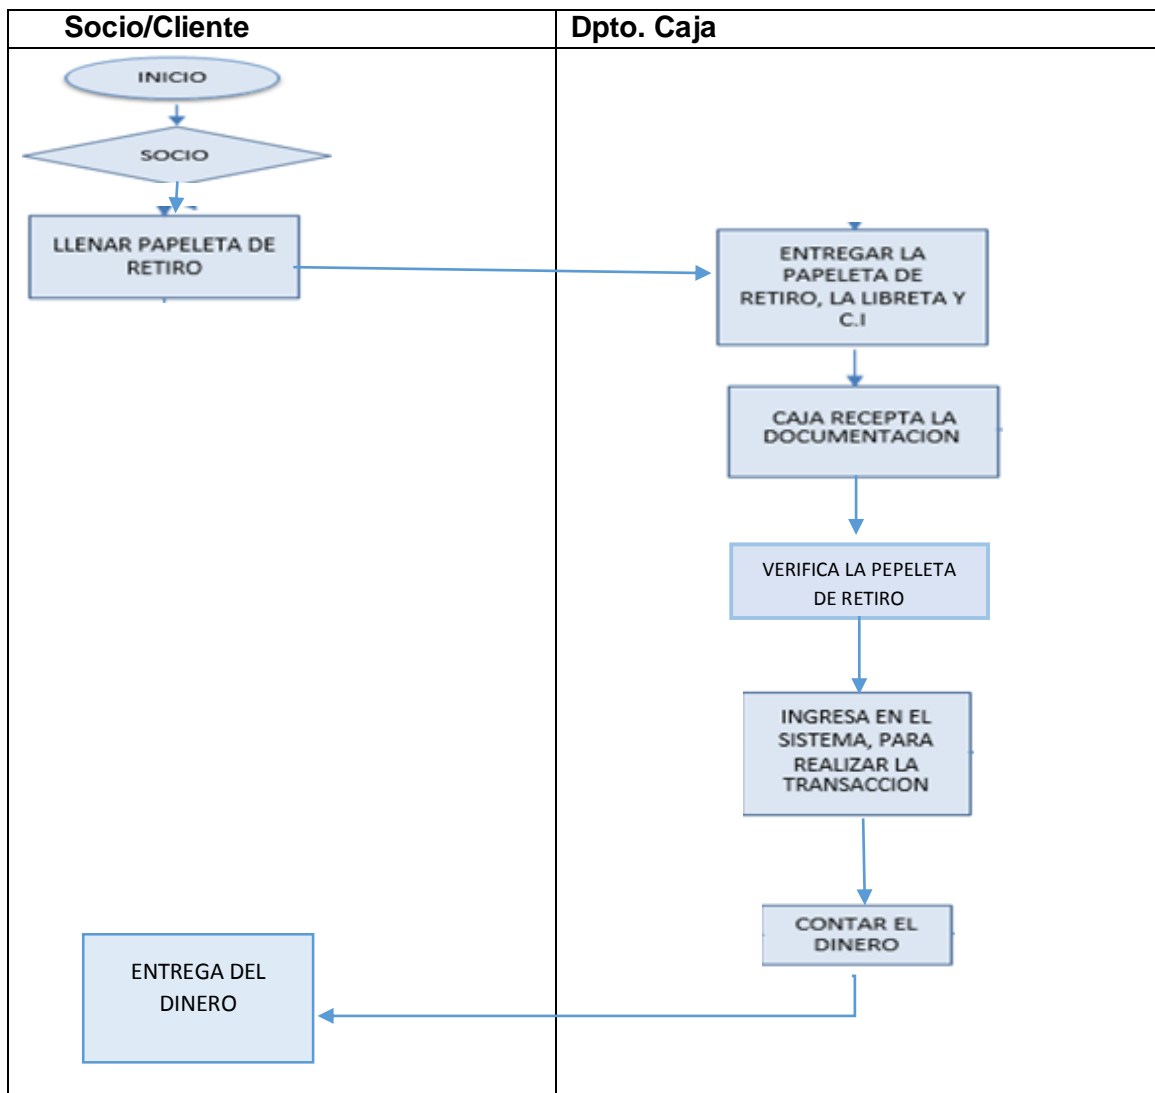 Socio/Cliente
Dpto. Caja
INICIO
SOCIO
LLENAR PAPELETA DE
RETIRO
ENTREGAR LA
PAPELETA DE
RETIRO, LA LIBRETA Y
C.I
CAJA RECEPTA LA
DOCUMENTACION
VERIFICA LA PEPELETA
DE RETIRO
INGRESA EN EL
SISTEMA, PARA
REALIZAR LA
TRANSACCION
CONTAR EL
DINERO
ENTREGA DEL
DINERO